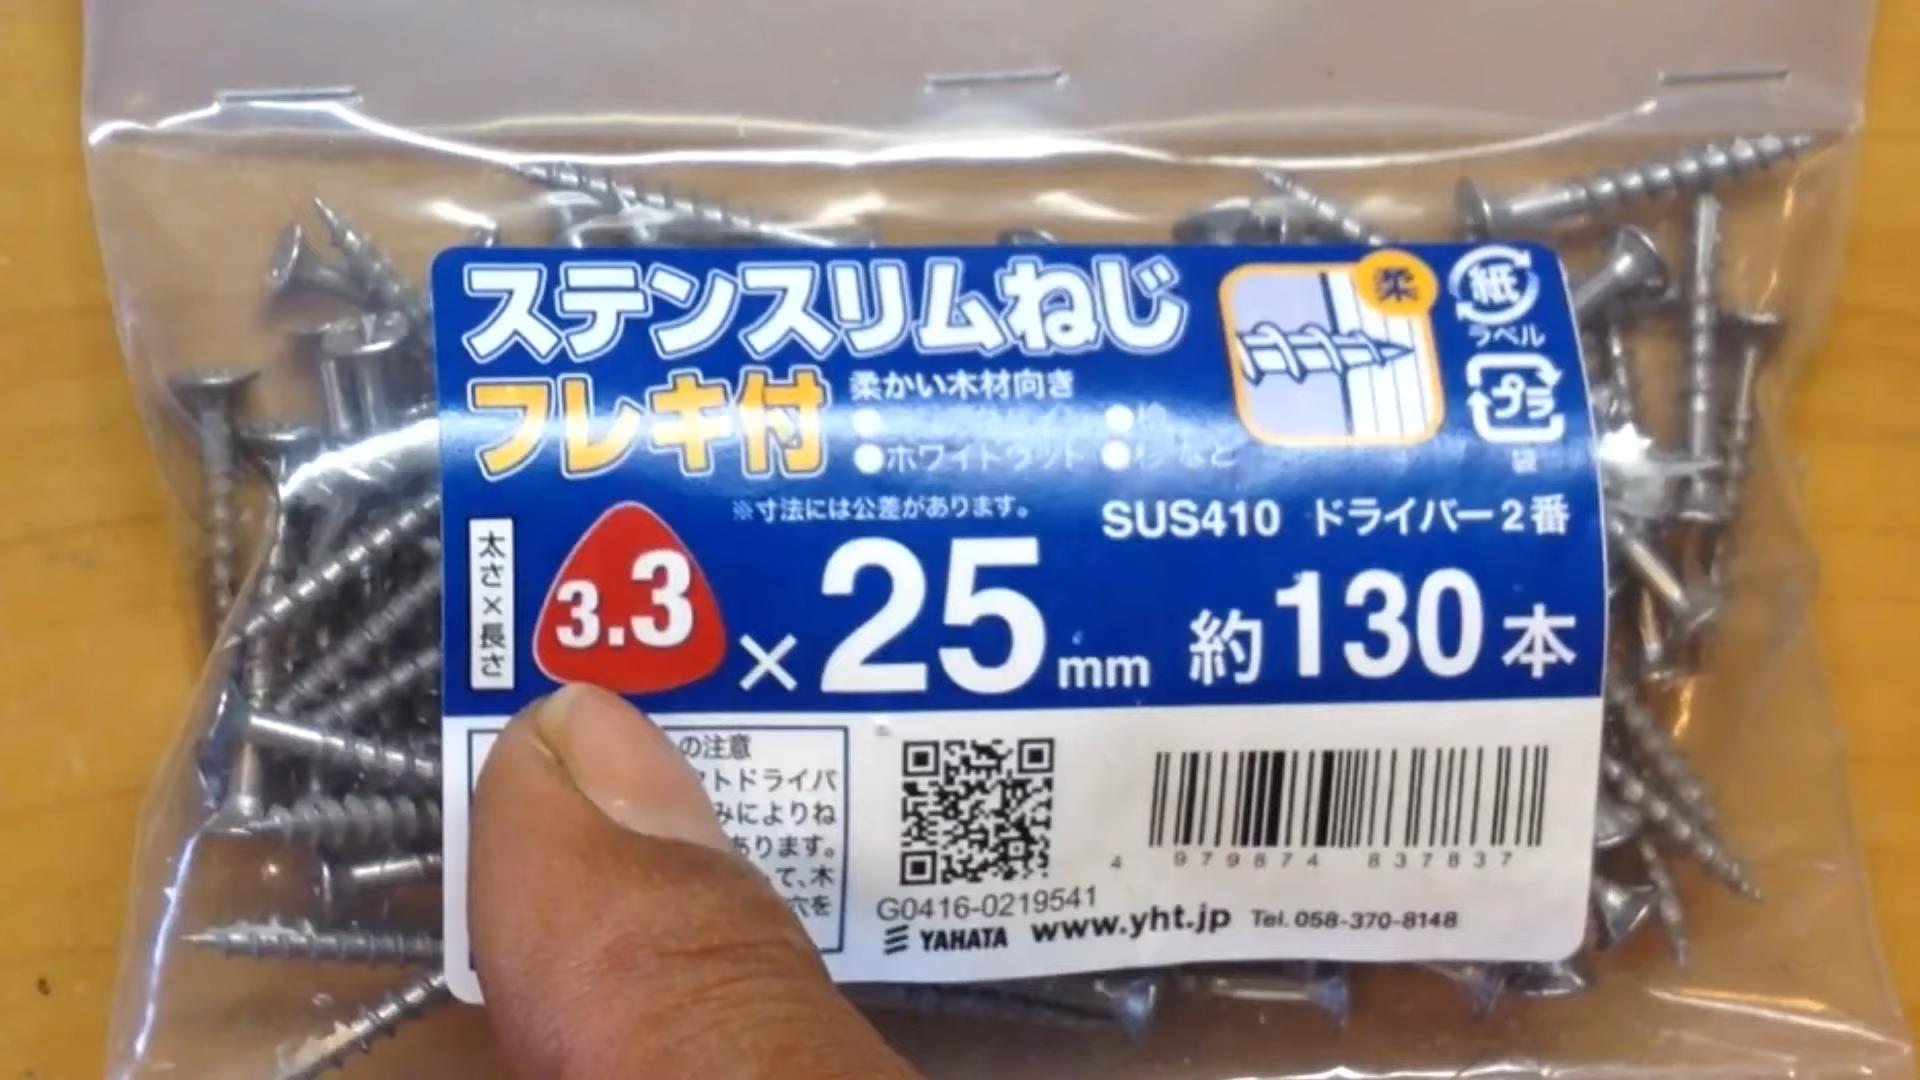 ステンスリムねじ
フレキ付
柔かい木材向き
●ホワイトウッド
柔
紙
ラベル
プラ
袋
※寸法には公差があります。
SUS410 ドライバー2番
太さ×長さ
3.3×25mm 約130本
の注意
クトドライバ
みによりね
あります。
て、木
穴を
4 979874 837837
G0416-0219541
YAHATA www.yht.jp Tel. 058-370-8148